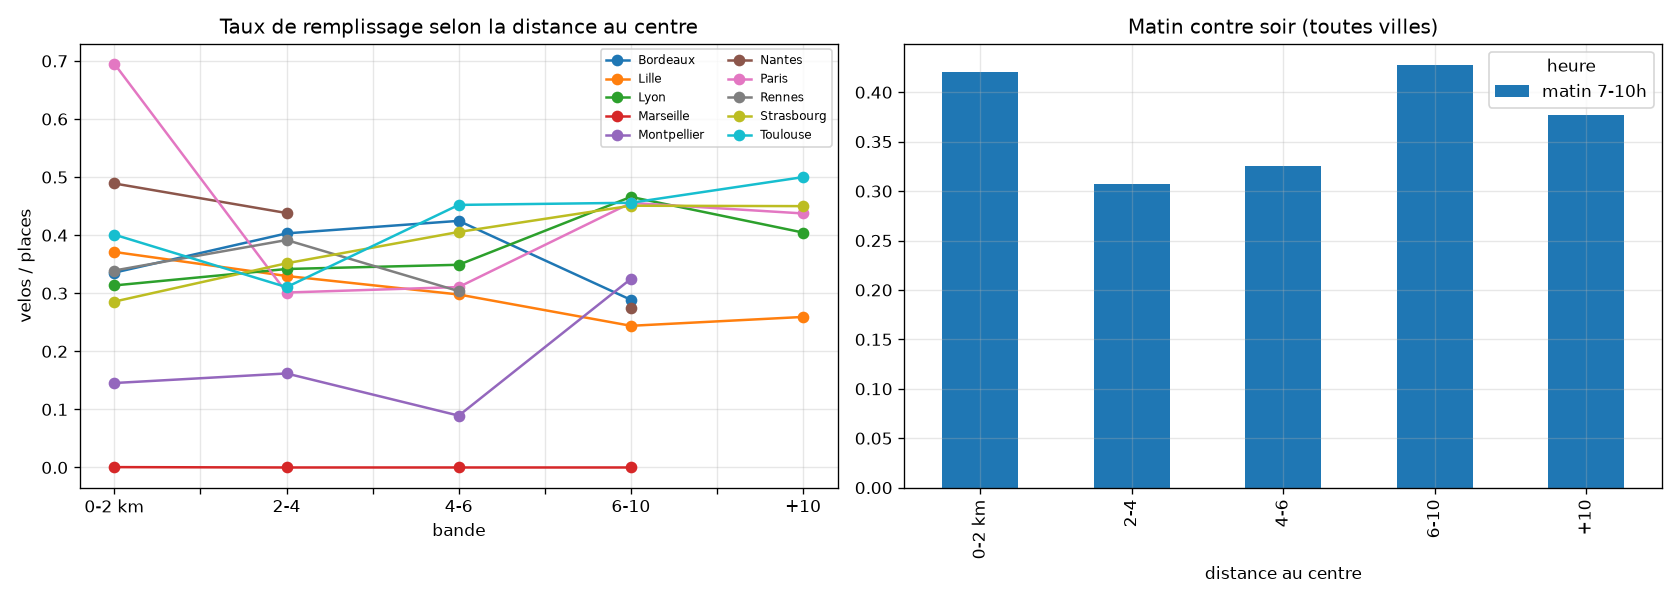 Taux de remplissage selon la distance au centre
velos / places
0.7
0.6
0.5
0.4
0.3
0.2
0.1
0.0
Bordeaux
Lille
Lyon
Marseille
Montpellier
Nantes
Paris
Rennes
Strasbourg
Toulouse
0-2 km
2-4
4-6
6-10
+10
bande
Matin contre soir (toutes villes)
0.40
0.35
0.30
0.25
0.20
0.15
0.10
0.05
0.00
heure
matin 7-10h
0-2 km
2-4
4-6
6-10
+10
distance au centre